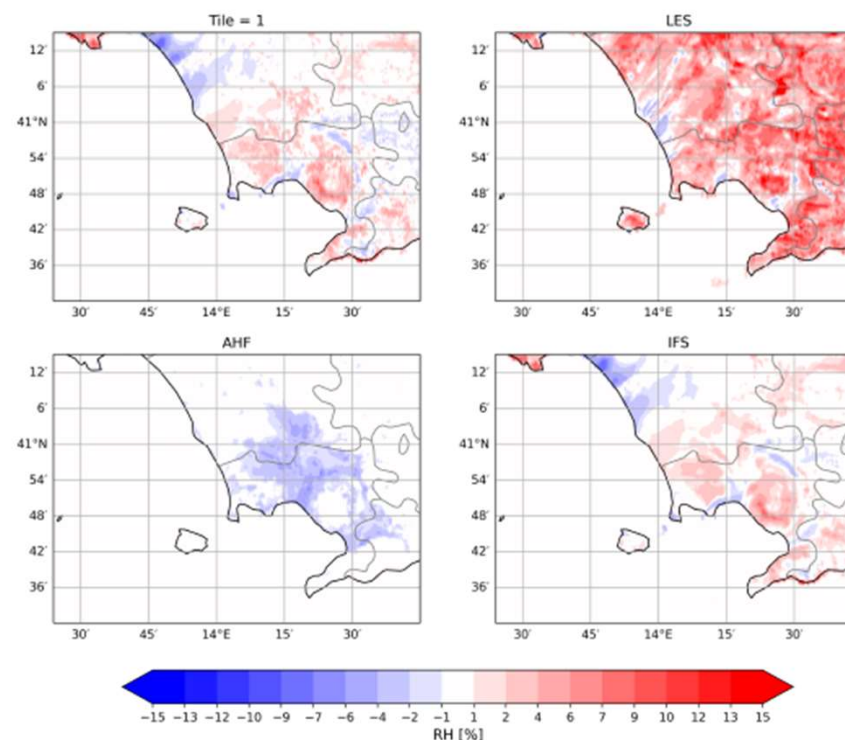 Tile = 1 LES
12′ 12′
6′ 6′
41°N 41°N
54′ 54′
48′ 48′
42′ 42′
36′ 36′
30′ 45′ 14°E 15′ 30′ 30′ 45′ 14°E 15′ 30′
AHF IFS
12′ 12′
6′ 6′
41°N 41°N
54′ 54′
48′ 48′
42′ 42′
36′ 36′
30′ 45′ 14°E 15′ 30′ 30′ 45′ 14°E 15′ 30′
−15 −13 −12 −10 −9 −7 −6 −4 −2 −1 1 2 4 6 7 9 10 12 13 15
RH [%]